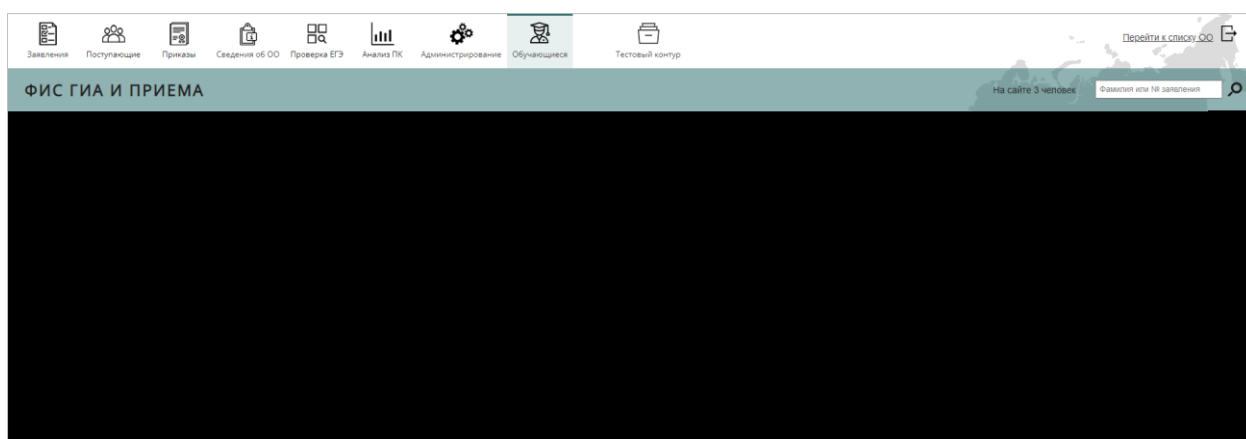 Заявления Поступающие Приказы Сведения об ОО Проверка ЕГЭ Анализ ПК Администрирование Обучающиеся Тестовый контур Перейти к списку ОО
ФИС ГИА И ПРИЕМА На сайте 3 человек Фамилия или № заявления